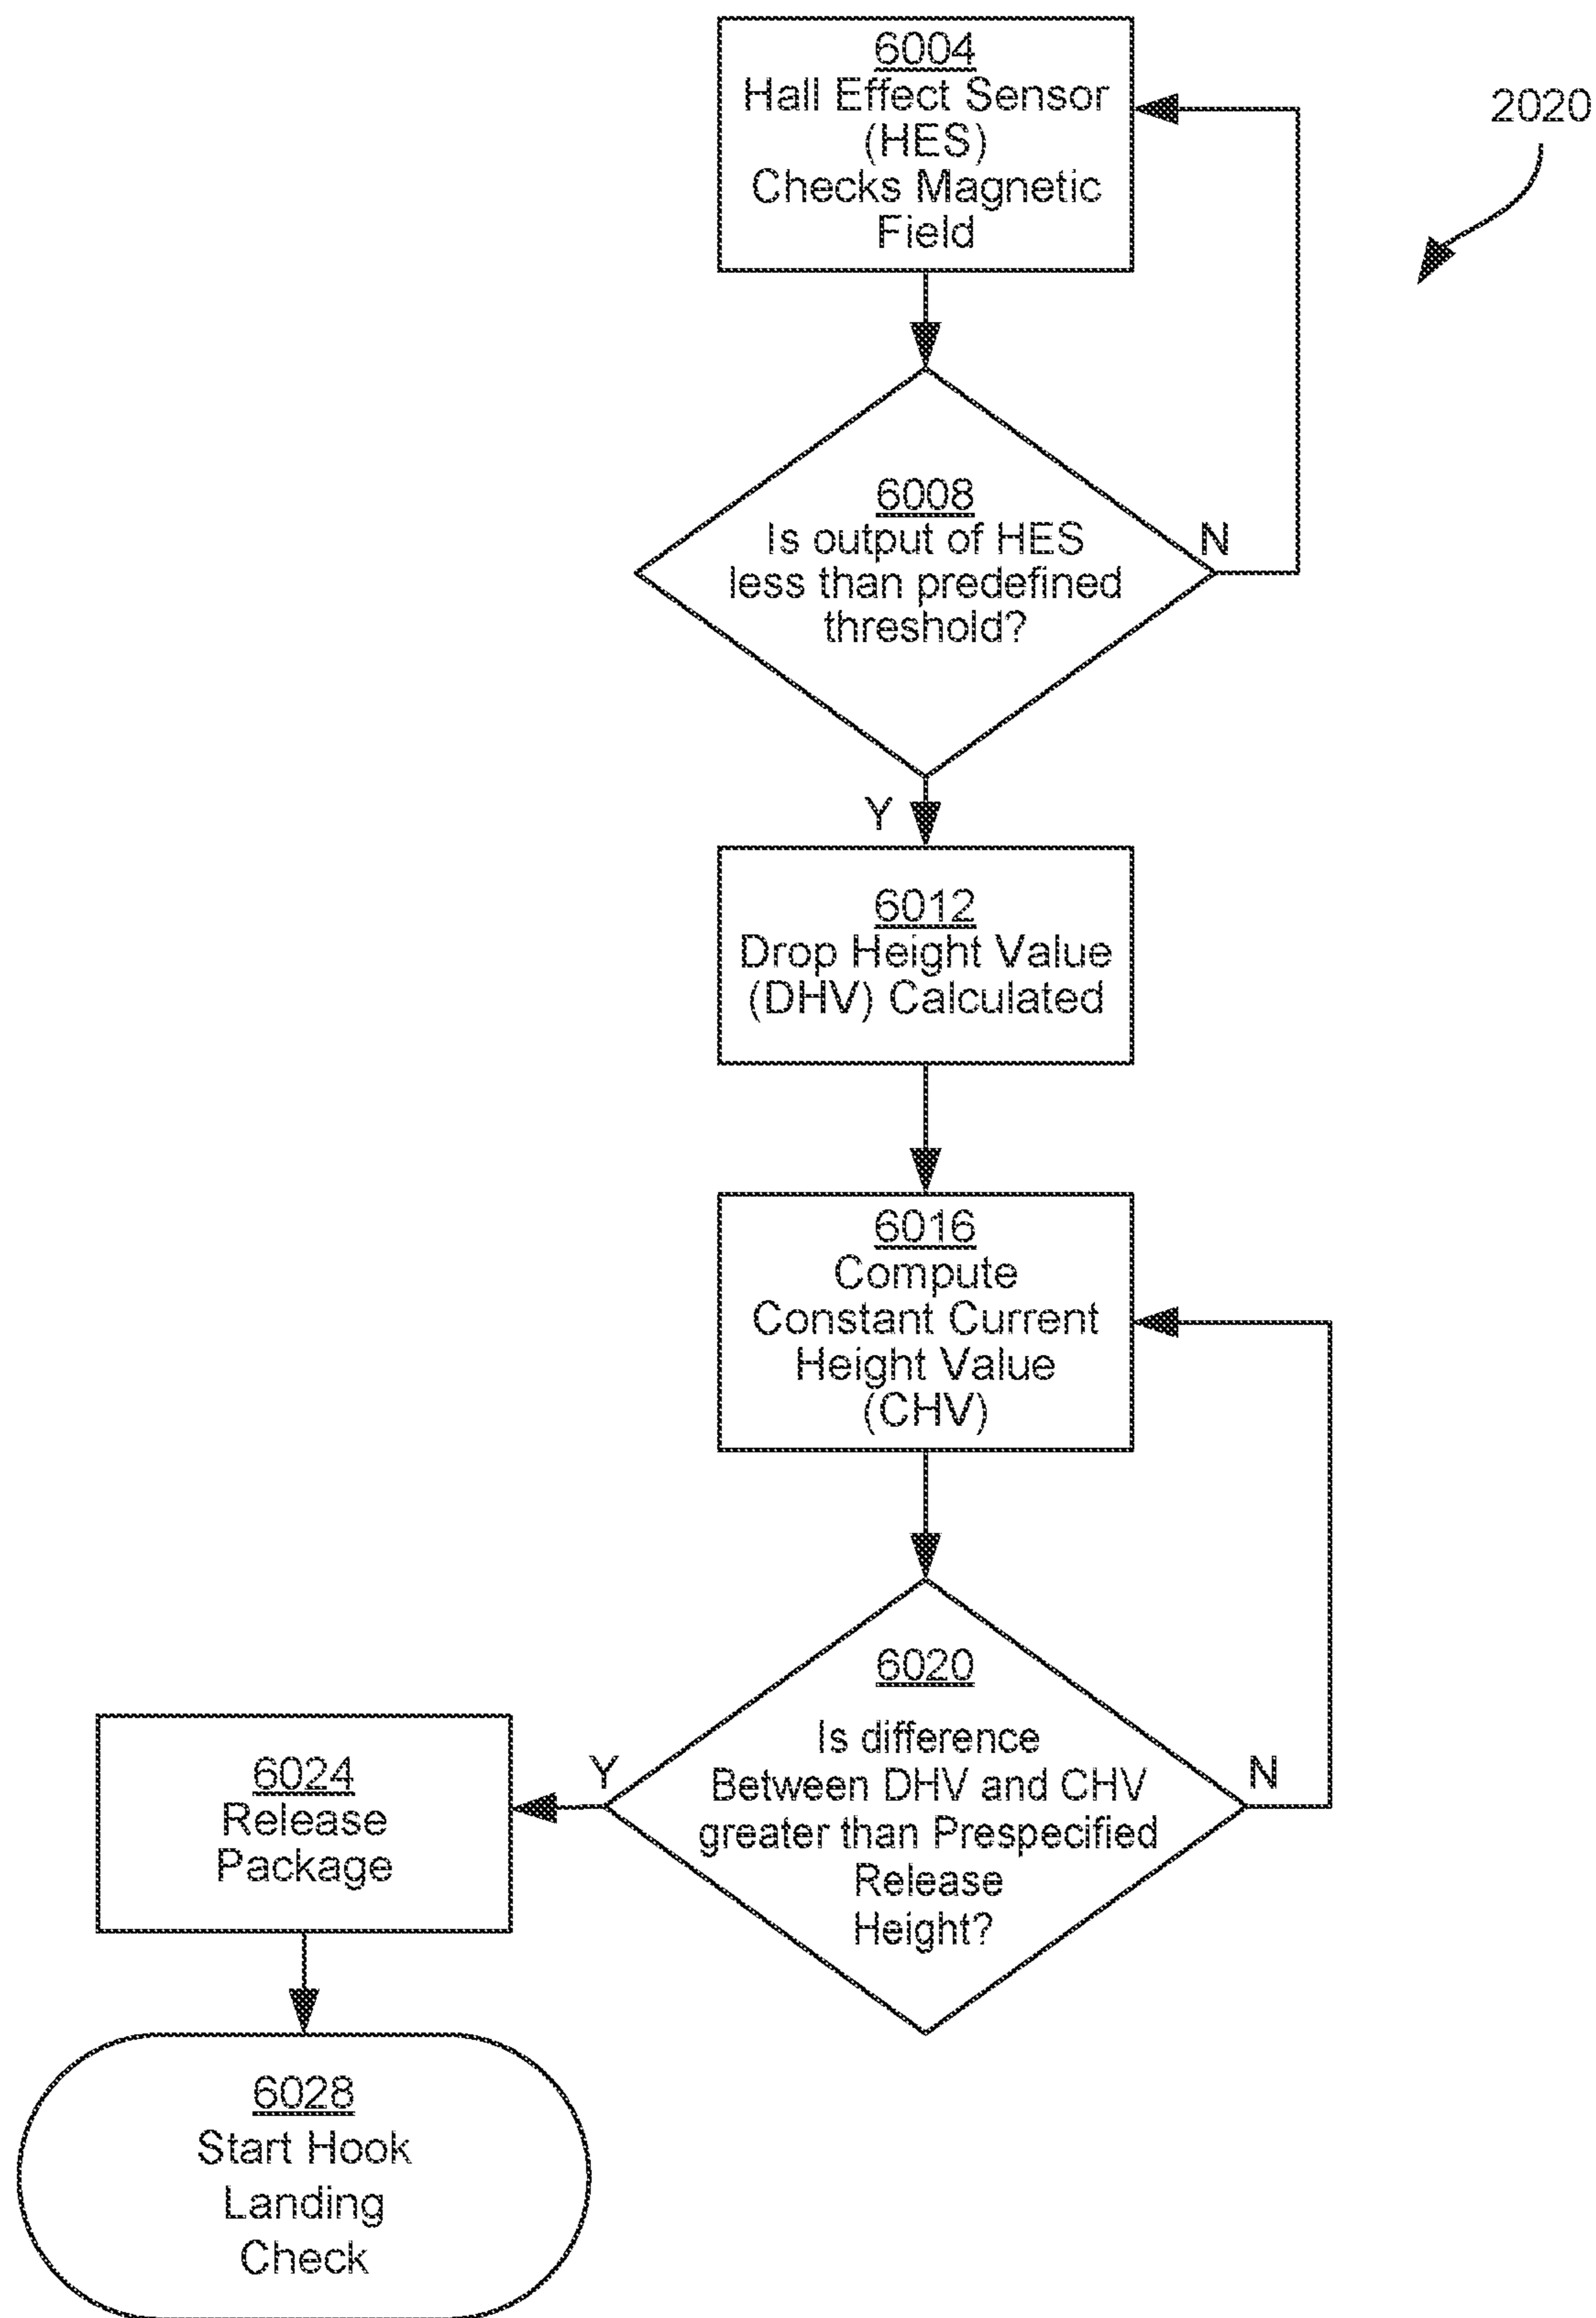 6004
Hall Effect Sensor
(HES)
Checks Magnetic
Field
2020
6008
Is output of HES
less than predefined
threshold?
N
Y
6012
Drop Height Value
(DHV) Calculated
6016
Compute
Constant Current
Height Value
(CHV)
6020
Is difference
Between DHV and CHV
greater than Prespecified
Release
Height?
Y
N
6024
Release
Package
6028
Start Hook
Landing
Check